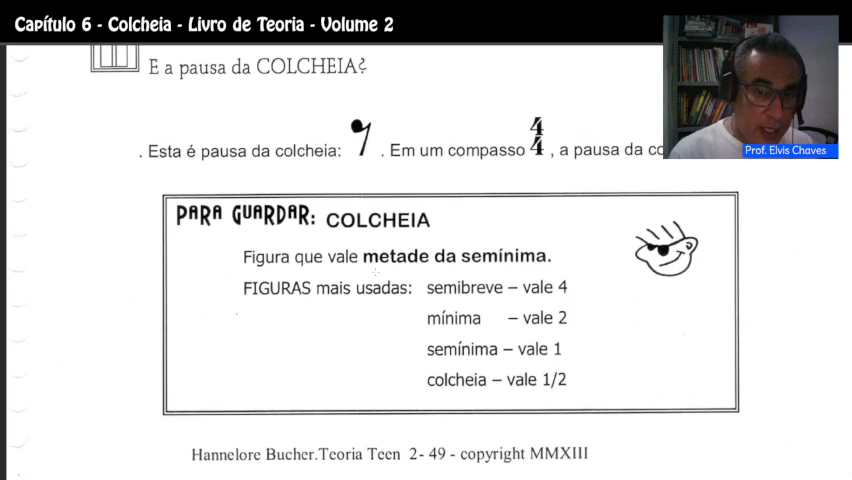 Capítulo 6 - Colcheia - Livro de Teoria - Volume 2
E a pausa da COLCHEIA?
. Esta é pausa da colcheia: . Em um compasso 4/4 , a pausa da
Prof. Elvis Chaves
PARA GUARDAR: COLCHEIA
Figura que vale metade da semínima.
FIGURAS mais usadas: semibreve – vale 4
mínima – vale 2
semínima – vale 1
colcheia – vale 1/2
Hannelore Bucher.Teoria Teen 2- 49 - copyright MMXIII